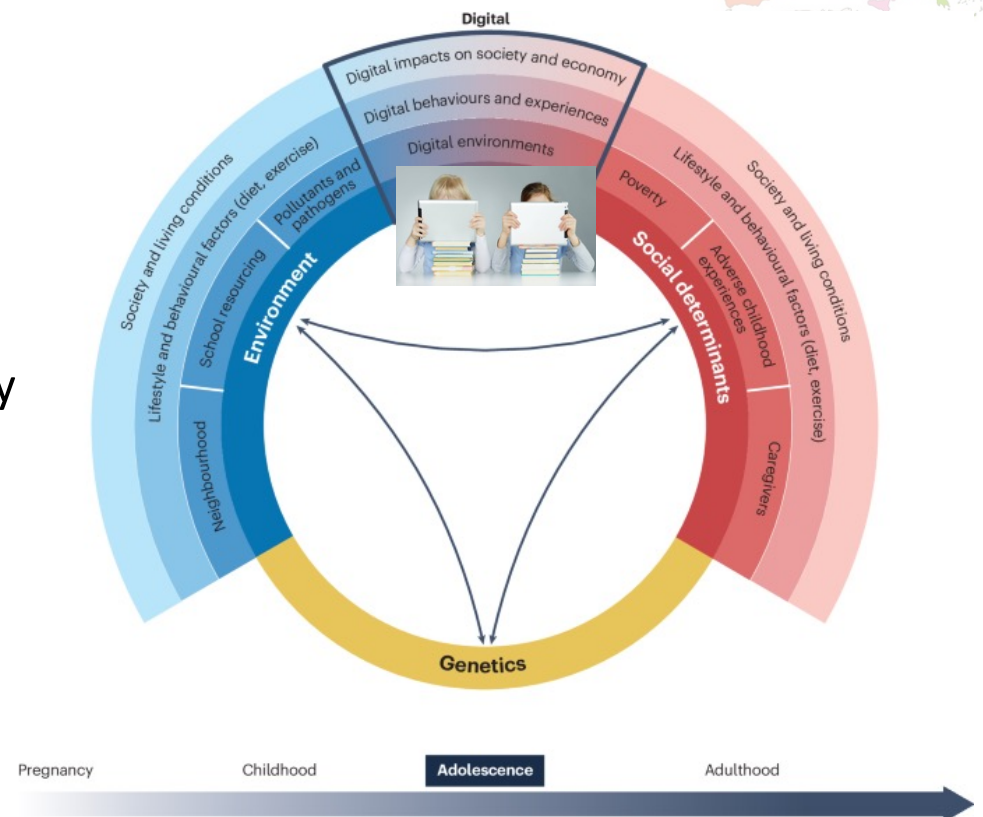 Digital
Digital impacts on society and economy
Digital behaviours and experiences
Digital environments
Society and living conditions
Lifestyle and behavioural factors (diet, exercise)
Pollutants and
pathogens
School resourcing
Neighbourhood
Environment
Poverty
Adverse childhood
experiences
Caregivers
Social determinants
Lifestyle and behavioural factors (diet, exercise)
Society and living conditions
y
Genetics
Pregnancy
Childhood
Adolescence
Adulthood